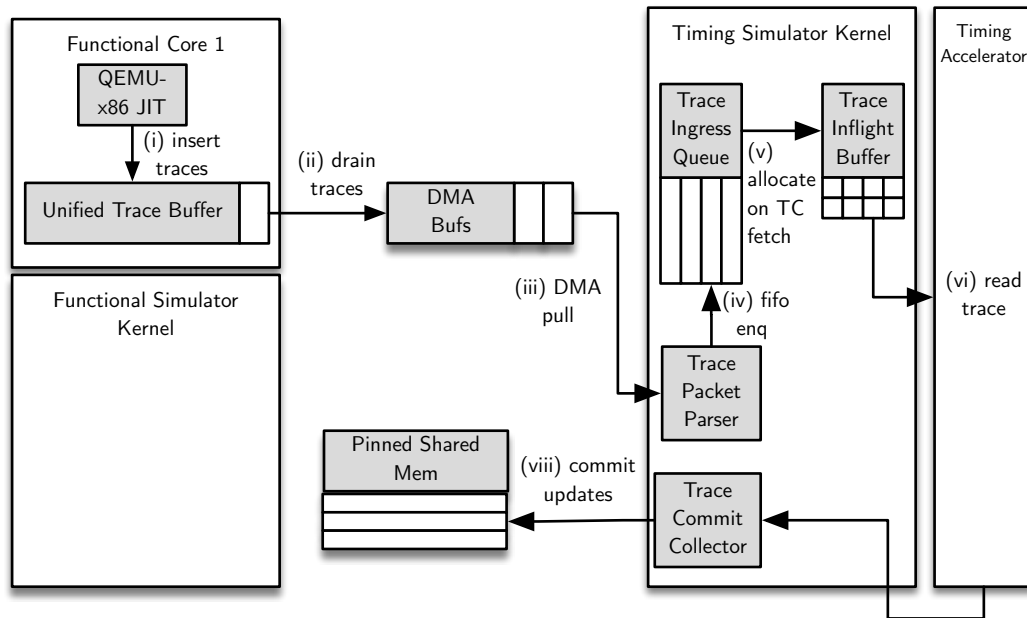 Functional Core 1
QEMU-
x86 JIT
(i) insert
traces
Unified Trace Buffer
(ii) drain
traces
DMA
Bufs
(iii) DMA
pull
Functional Simulator
Kernel
Pinned Shared
Mem
(viii) commit
updates
Timing Simulator Kernel
Trace
Ingress
Queue
(v)
allocate
on TC
fetch
Trace
Inflight
Buffer
(iv) fifo
enq
Trace
Packet
Parser
Trace
Commit
Collector
Timing
Accelerator
(vi) read
trace